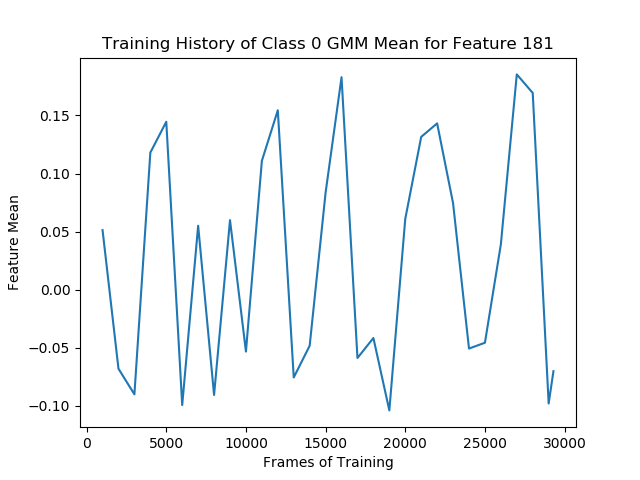 Training History of Class 0 GMM Mean for Feature 181
0.15
0.10
0.05
0.00
−0.05
−0.10
Feature Mean
0 5000 10000 15000 20000 25000 30000
Frames of Training